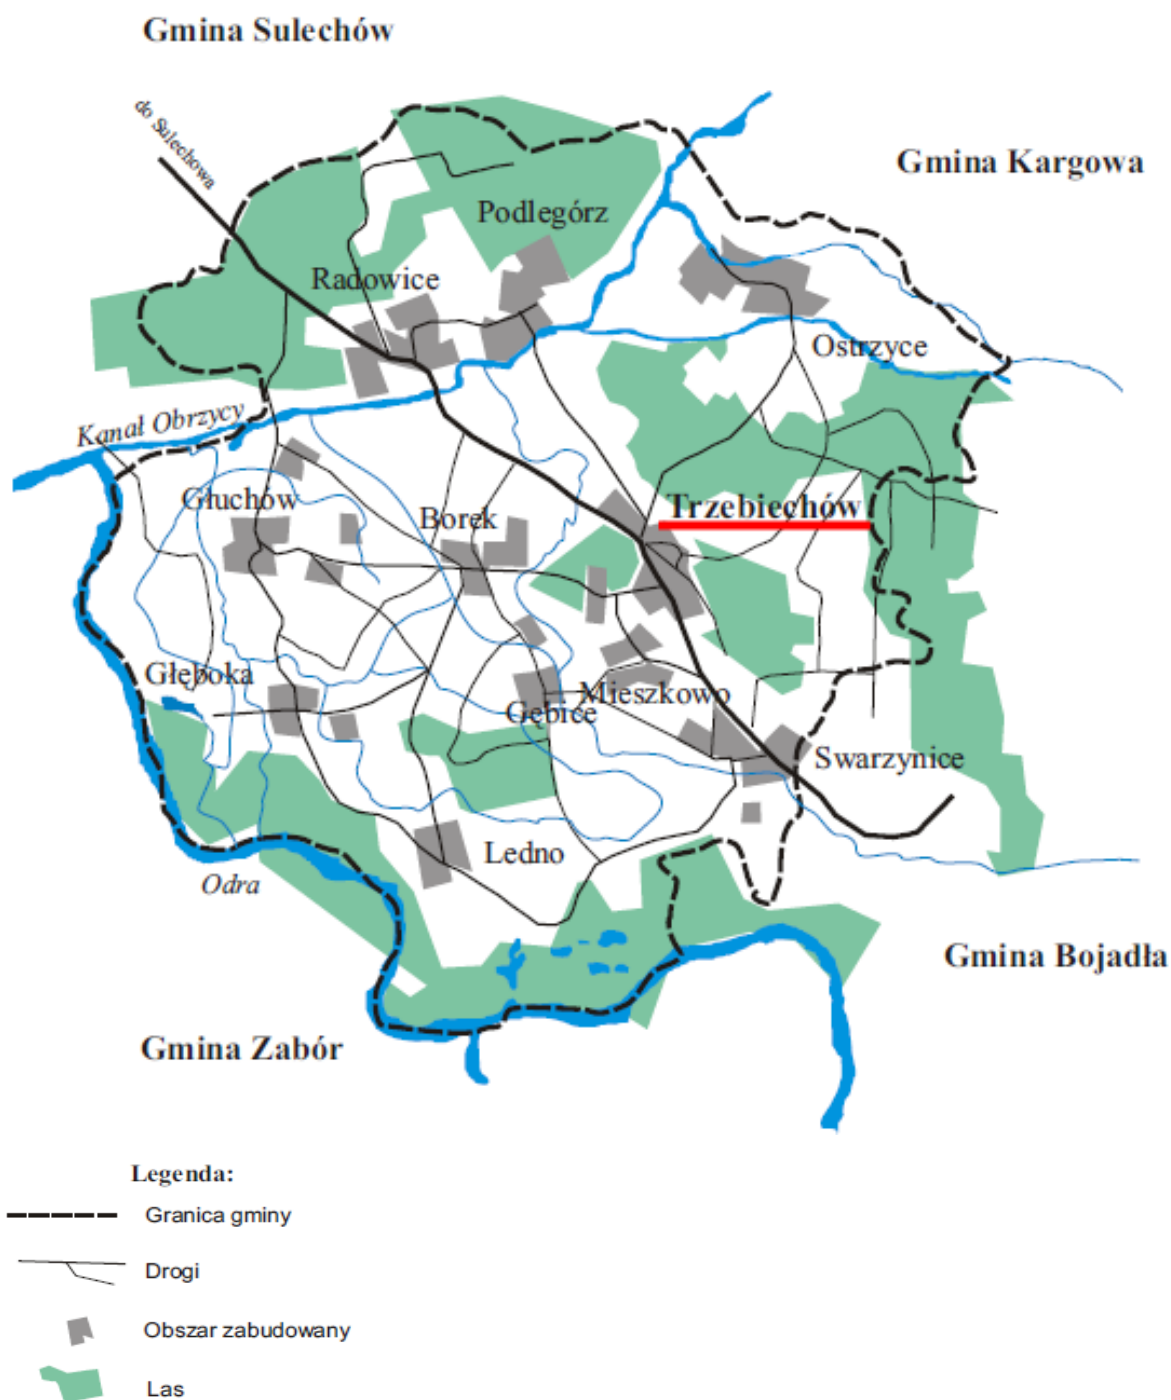 Gmina Sulechów
do Sulechowa
Gmina Kargowa
Podlegórz
Radowice
Ostrzyce
Kanał Obrzycy
Głuchów
Borek
Trzebiechów
Głęboka
Mieszkowo
Gębice
Swarzynice
Ledno
Odra
Gmina Bojadła
Gmina Zabór
Legenda:
Granica gminy
Drogi
Obszar zabudowany
Las